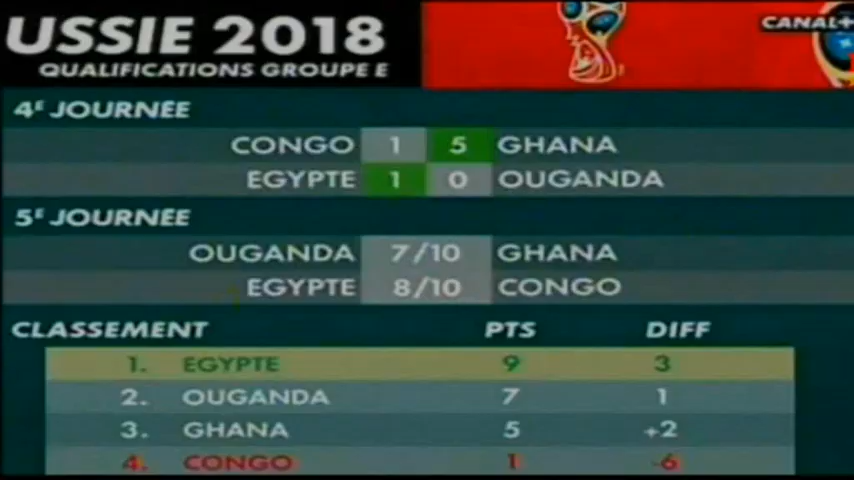 USSIE 2018
CANAL+
QUALIFICATIONS GROUPE E
4E JOURNÉE
CONGO 1 5 GHANA
EGYPTE 1 0 OUGANDA
5E JOURNÉE
OUGANDA 7/10 GHANA
EGYPTE 8/10 CONGO
CLASSEMENT PTS DIFF
1. EGYPTE 9 3
2. OUGANDA 7 1
3. GHANA 5 +2
4. CONGO 1 -6